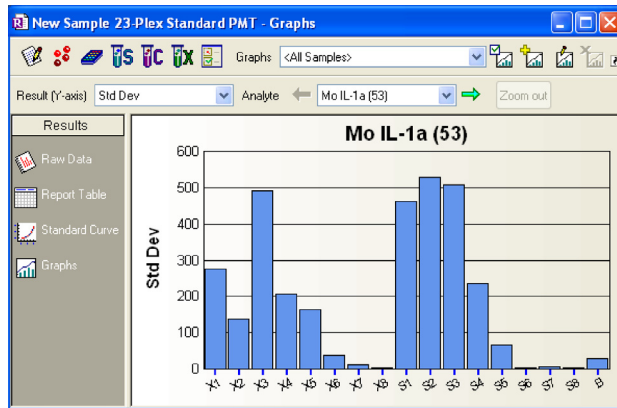 New Sample 23-Plex Standard PMT - Graphs
S C X Graphs <All Samples>
Result (Y-axis) Std Dev Analyte Mo IL-1a (53) Zoom out
Results
Raw Data
Report Table
Standard Curve
Graphs
Mo IL-1a (53)
Std Dev
600
500
400
300
200
100
0
X1 X2 X3 X4 X5 X6 X7 X8 S1 S2 S3 S4 S5 S6 S7 S8 B